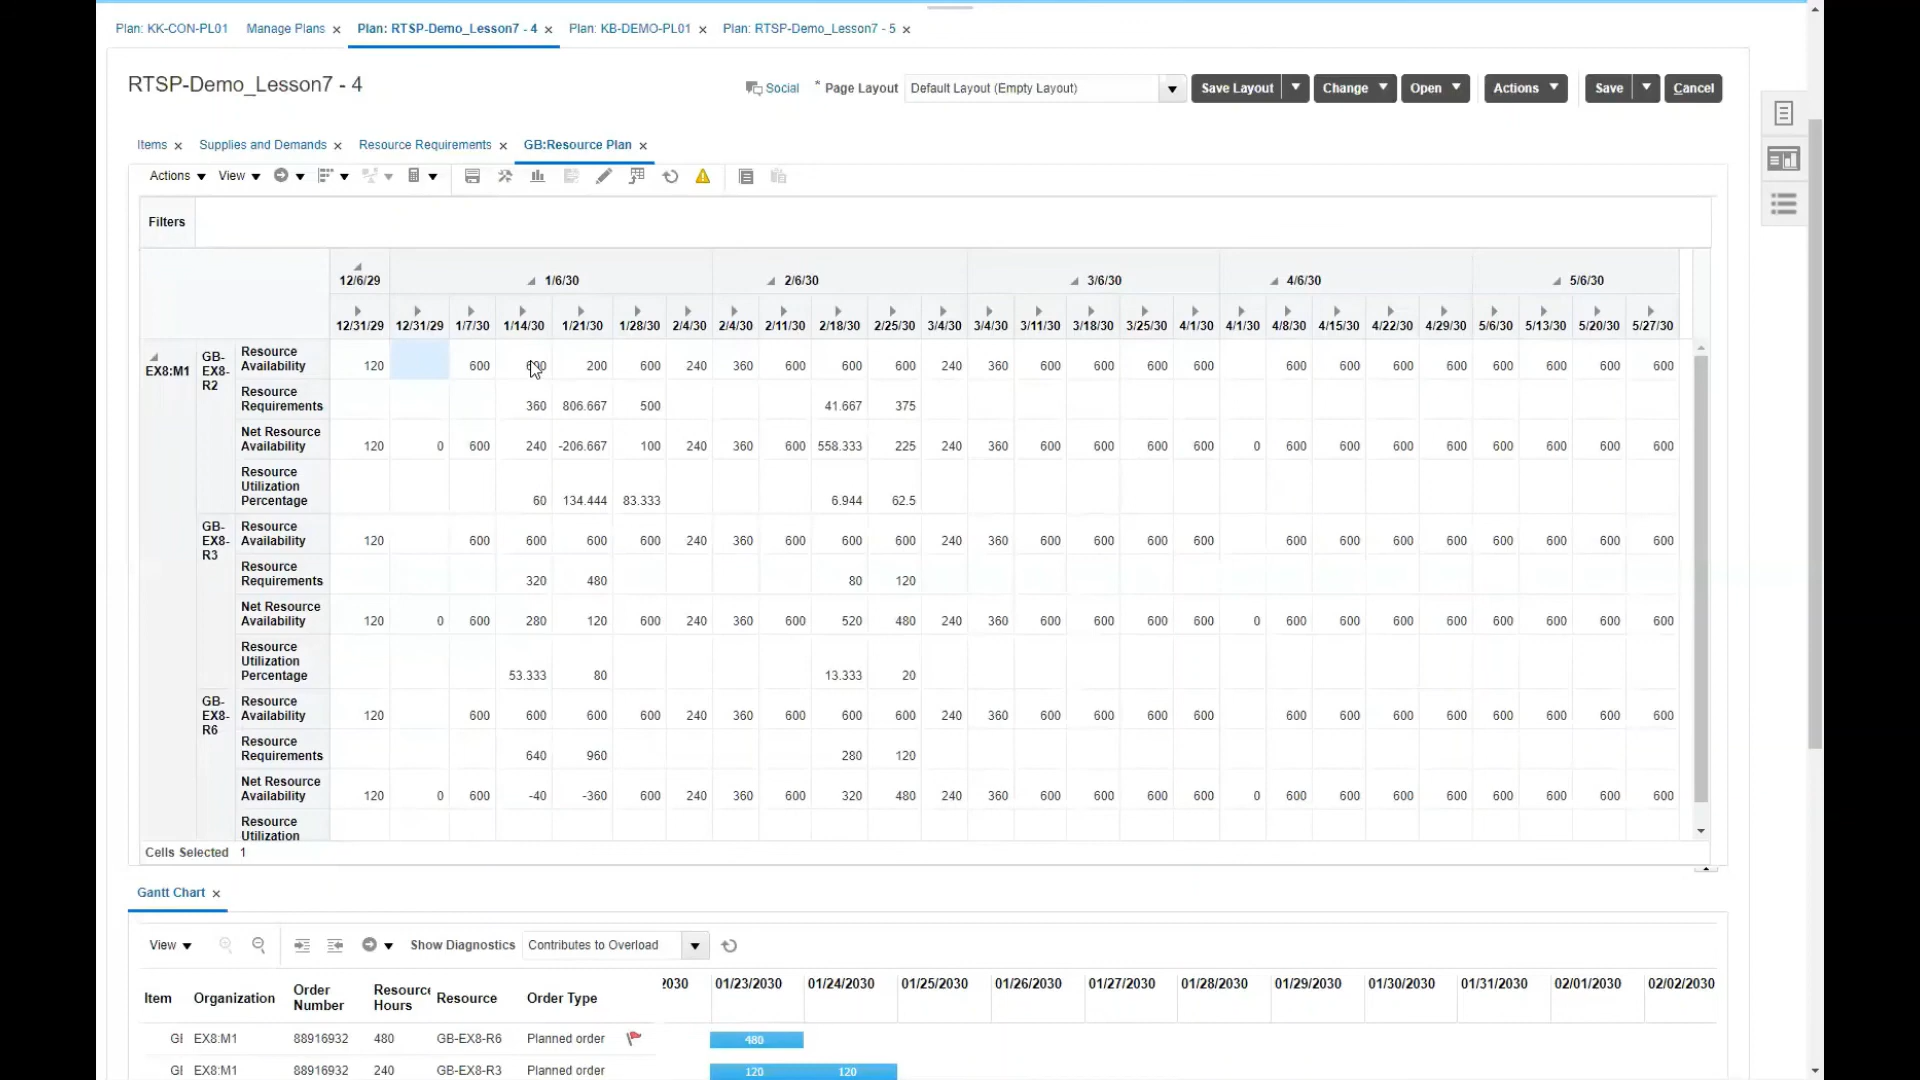 Plan: KK-CON-PL01 Manage Plans Plan: RTSP-Demo_Lesson7 - 4 Plan: KB-DEMO-PL01 Plan: RTSP-Demo_Lesson7 - 5
RTSP-Demo_Lesson7 - 4
Social * Page Layout Default Layout (Empty Layout) Save Layout Change Open Actions Save Cancel
Items Supplies and Demands Resource Requirements GB:Resource Plan
Actions View
Filters
12/6/29 1/6/30 2/6/30 3/6/30 4/6/30 5/6/30
12/31/29 12/31/29 1/7/30 1/14/30 1/21/30 1/28/30 2/4/30 2/4/30 2/11/30 2/18/30 2/25/30 3/4/30 3/4/30 3/11/30 3/18/30 3/25/30 4/1/30 4/1/30 4/8/30 4/15/30 4/22/30 4/29/30 5/6/30 5/13/30 5/20/30 5/27/30
EX8:M1
GB-
EX8-
R2
Resource
Availability 120 600 200 600 240 360 600 600 600 240 360 600 600 600 600 600 600 600 600 600 600 600 600
Resource
Requirements 360 806.667 500 41.667 375
Net Resource
Availability 120 0 600 240 -206.667 100 240 360 600 558.333 225 240 360 600 600 600 600 0 600 600 600 600 600 600 600 600
Resource
Utilization
Percentage 60 134.444 83.333 6.944 62.5
GB-
EX8-
R3
Resource
Availability 120 600 600 600 600 240 360 600 600 600 240 360 600 600 600 600 600 600 600 600 600 600 600 600
Resource
Requirements 320 480 80 120
Net Resource
Availability 120 0 600 280 120 600 240 360 600 520 480 240 360 600 600 600 600 0 600 600 600 600 600 600 600 600
Resource
Utilization
Percentage 53.333 80 13.333 20
GB-
EX8-
R6
Resource
Availability 120 600 600 600 600 240 360 600 600 600 240 360 600 600 600 600 600 600 600 600 600 600 600 600
Resource
Requirements 640 960 280 120
Net Resource
Availability 120 0 600 -40 -360 600 240 360 600 320 480 240 360 600 600 600 600 0 600 600 600 600 600 600 600 600
Resource
Utilization
Cells Selected 1
Gantt Chart
View Show Diagnostics Contributes to Overload
Item Organization Order Number Resource Hours Resource Order Type 2030 01/23/2030 01/24/2030 01/25/2030 01/26/2030 01/27/2030 01/28/2030 01/29/2030 01/30/2030 01/31/2030 02/01/2030 02/02/2030
GI EX8:M1 88916932 480 GB-EX8-R6 Planned order 480
GI EX8:M1 88916932 240 GB-EX8-R3 Planned order 120 120